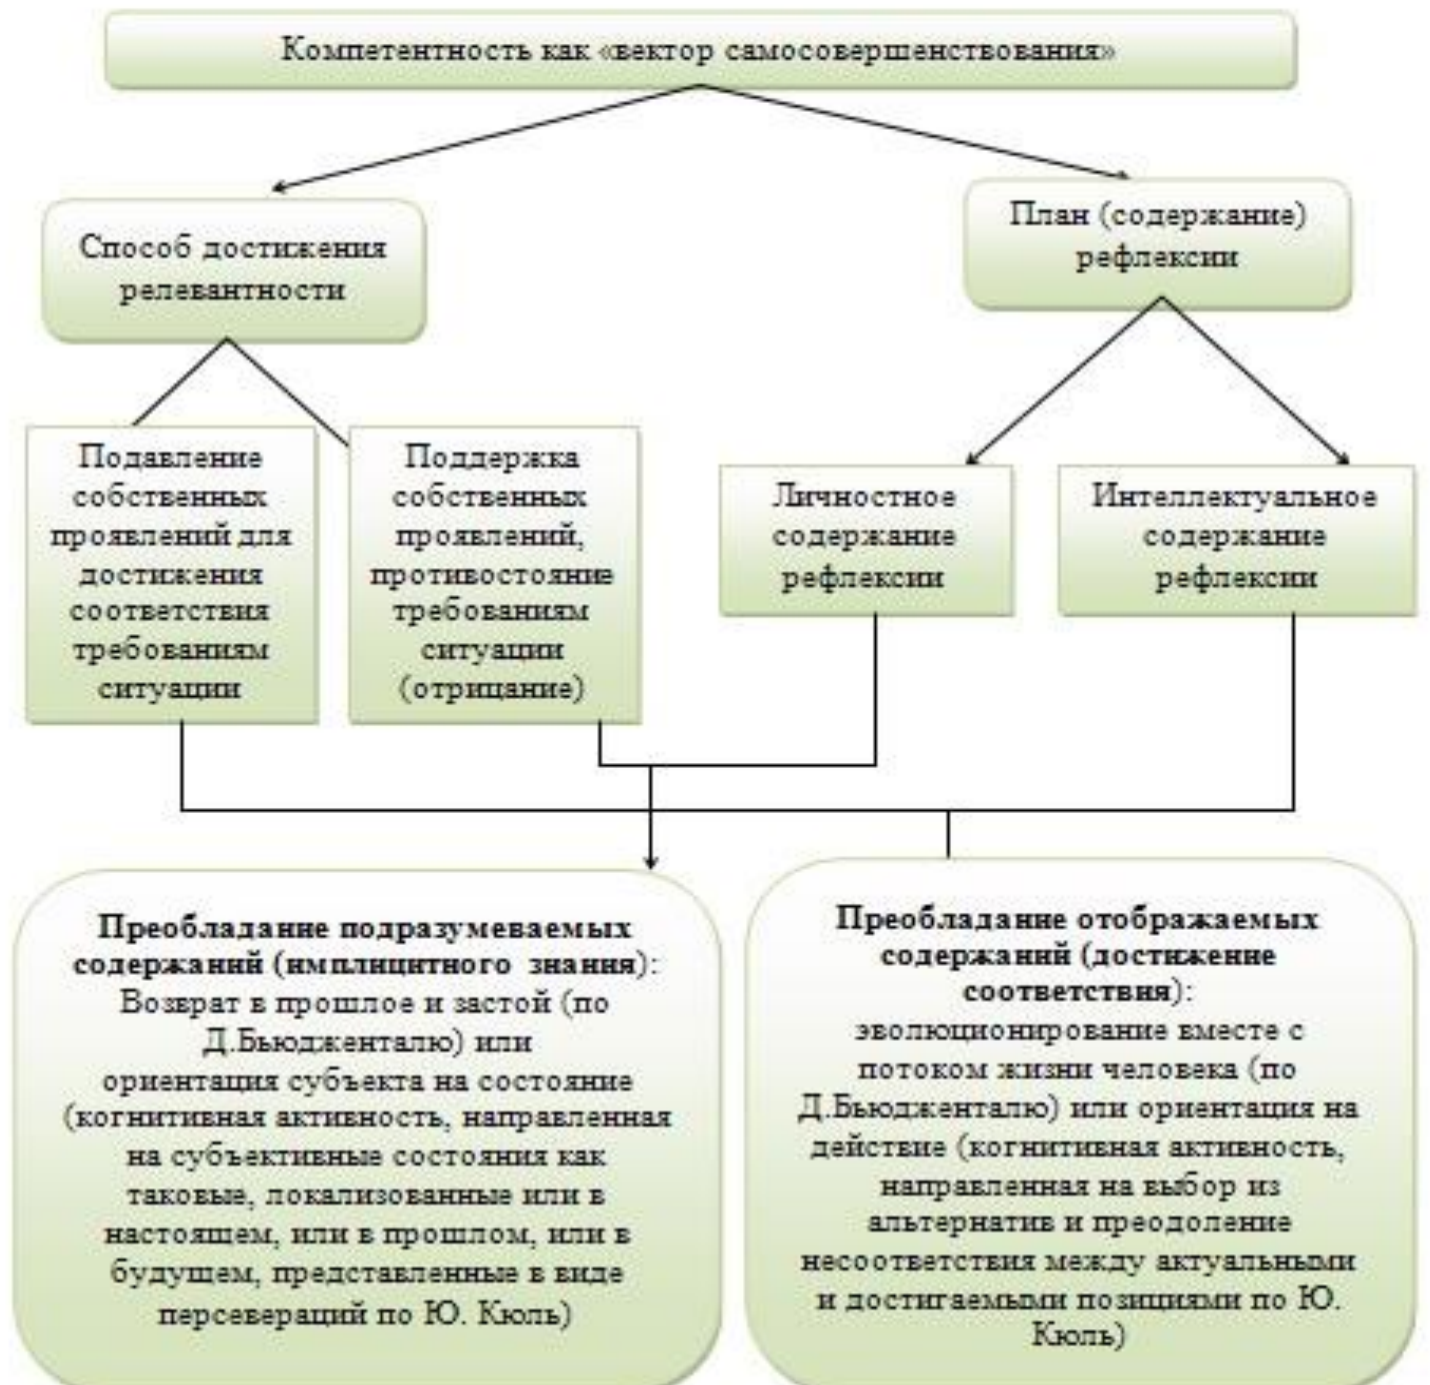 Компетентность как «вектор самосовершенствования»
Способ достижения
релевантности
План (содержание)
рефлексии
Подавление
собственных
проявлений для
достижения
соответствия
требованиям
ситуации
Поддержка
собственных
проявлений,
противостояние
требованиям
ситуации
(отрицание)
Личностное
содержание
рефлексии
Интеллектуальное
содержание
рефлексии
Преобладание подразумеваемых
содержаний (имплицитного знания):
Возврат в прошлое и застой (по
Д.Бьюдженталю) или
ориентация субъекта на состояние
(когнитивная активность, направленная
на субъективные состояния как
таковые, локализованные или в
настоящем, или в прошлом, или в
будущем, представленные в виде
персевераций по Ю. Кюль)
Преобладание отображаемых
содержаний (достижение
соответствия):
эволюционирование вместе с
потоком жизни человека (по
Д.Бьюдженталю) или ориентация на
действие (когнитивная активность,
направленная на выбор из
альтернатив и преодоление
несоответствия между актуальными
и достигаемыми позициями по Ю.
Кюль)